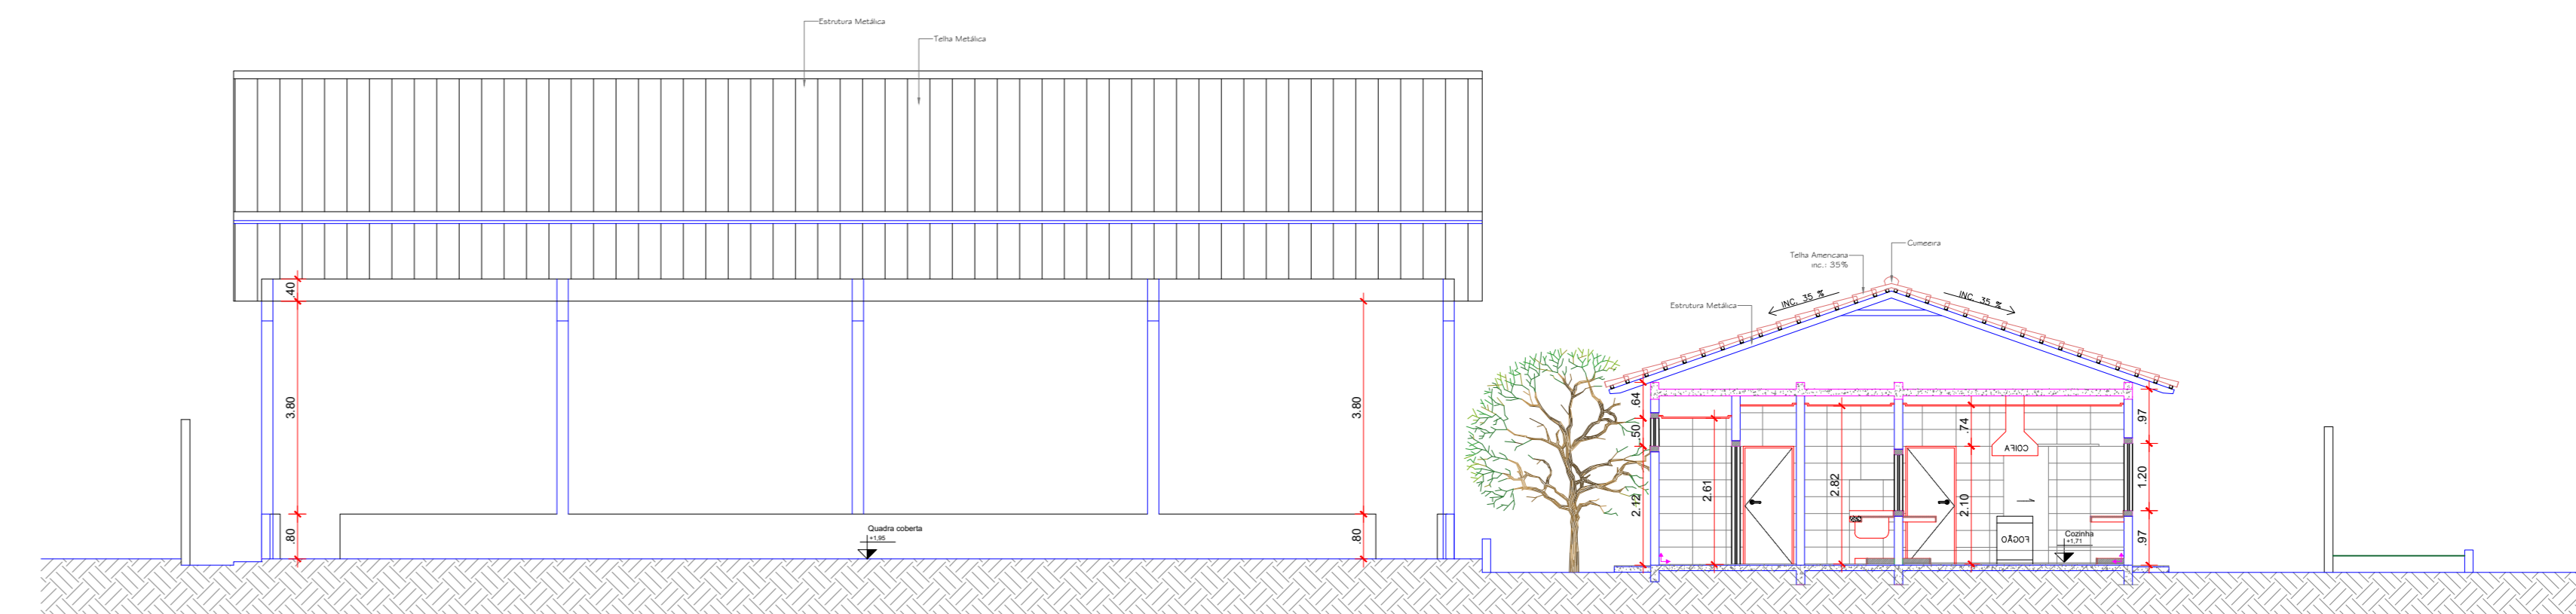 Estrutura Metálica
Telha Metálica
Cumeeira
Telha Americana
inc.: 35%
INC. 35 %
INC. 35 %
Estrutura Metálica
.40
3.80
.80
3.80
.80
Quadra coberta
+1,95
.64
.50
2.12
2.61
2.82
.74
2.10
COIFA
FOGÃO
Cozinha
+1,71
.97
1.20
.97